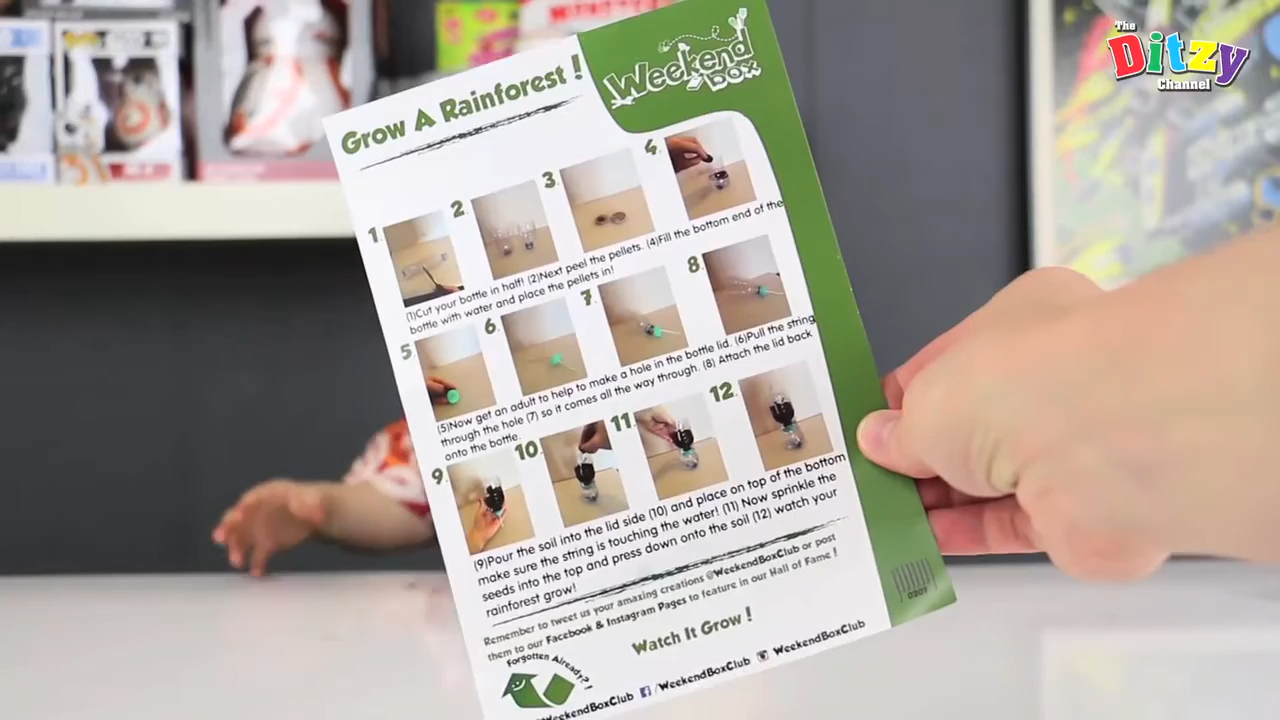 The
Ditzy
Channel
Weekend
BOX
Grow A Rainforest !
1.
2.
3.
4.
(1)Cut your bottle in half! (2)Next peel the pellets. (4)Fill the bottom end of the
bottle with water and place the pellets in!
5
6.
7.
8.
(5)Now get an adult to help to make a hole in the bottle lid. (6)Pull the string
through the hole (7) so it comes all the way through. (8) Attach the lid back
onto the bottle.
9.
10.
11.
12.
(9)Pour the soil into the lid side (10) and place on top of the bottom
make sure the string is touching the water! (11) Now sprinkle the
seeds into the top and press down onto the soil (12) watch your
rainforest grow!
Remember to tweet us your amazing creations @WeekendBoxClub or post
them to our Facebook & Instagram Pages to feature in our Hall of Fame !
Watch It Grow !
Forgotten Already? !
WeekendBoxClub /WeekendBoxClub WeekendBoxClub